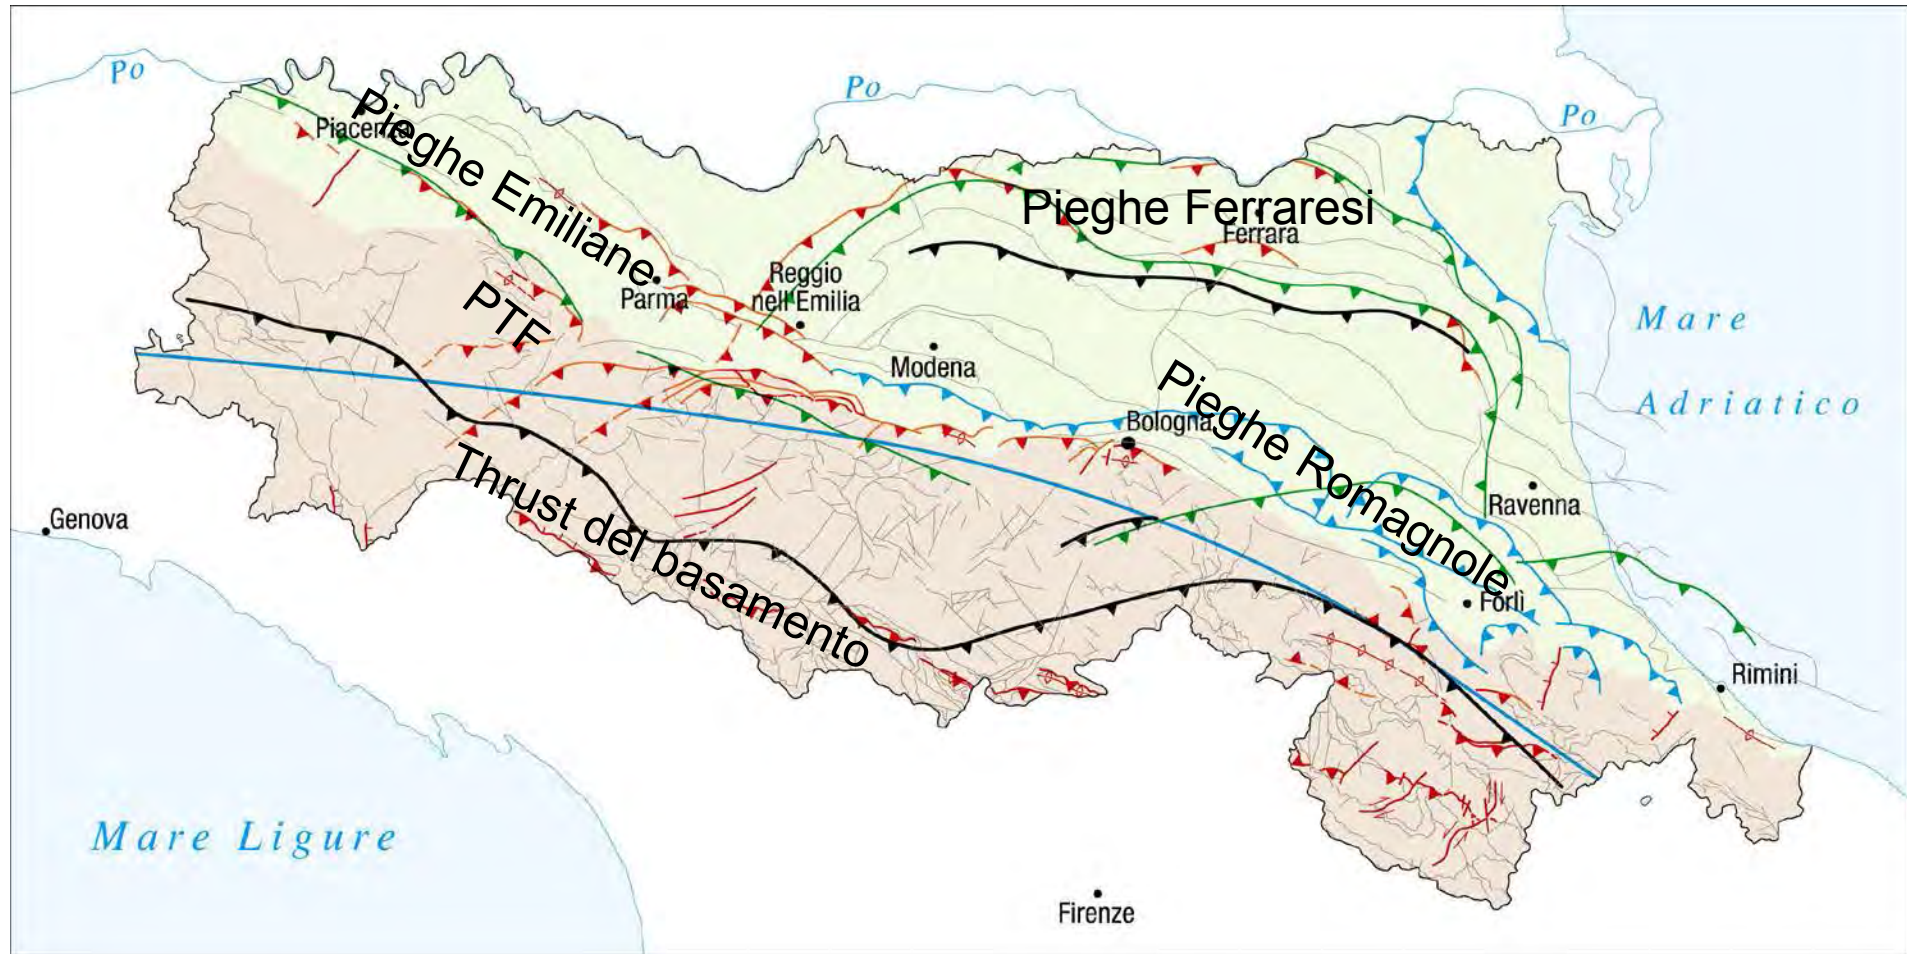 Po
Po
Po
Piacenza
Pieghe Emiliane
Pieghe Ferraresi
Ferrara
Reggio
nell'Emilia
Parma
PTF
Mare
Adriatico
Modena
Pieghe Romagnole
Bologna
Thrust del basamento
Ravenna
Genova
Forlì
Rimini
Mare Ligure
Firenze